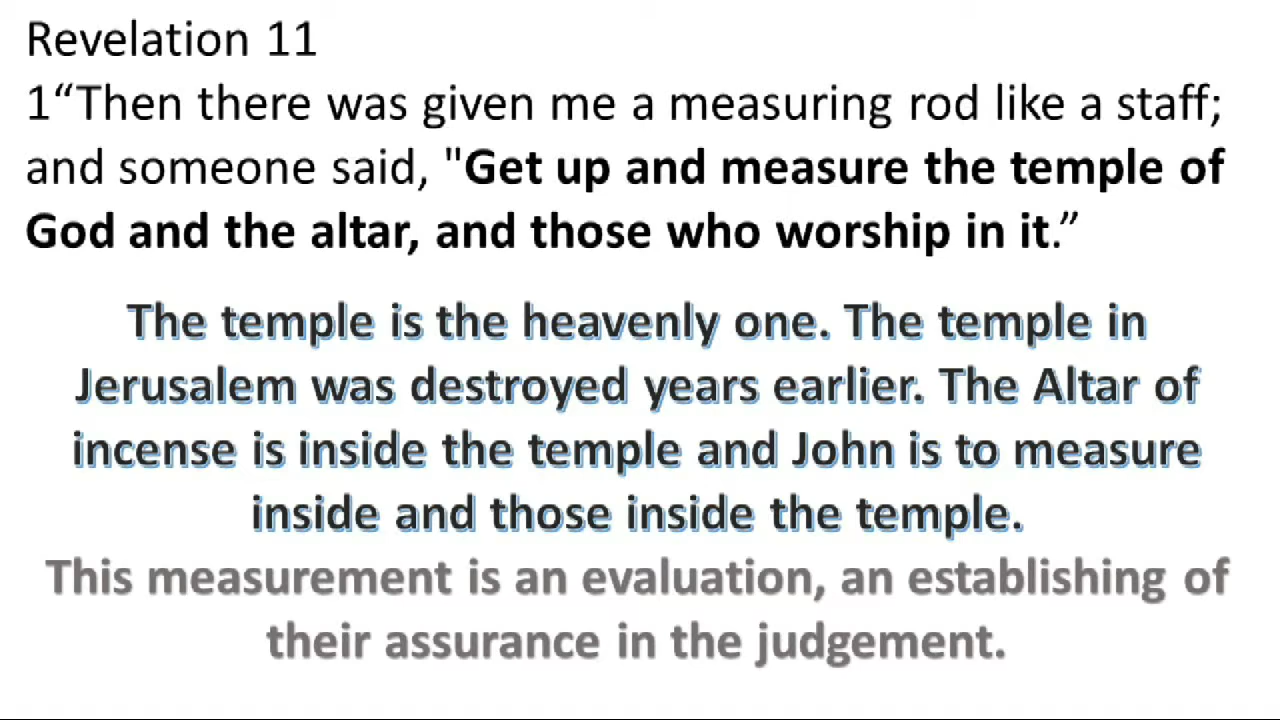 Revelation 11
1“Then there was given me a measuring rod like a staff;
and someone said, "Get up and measure the temple of
God and the altar, and those who worship in it.”
The temple is the heavenly one. The temple in
Jerusalem was destroyed years earlier. The Altar of
incense is inside the temple and John is to measure
inside and those inside the temple.
This measurement is an evaluation, an establishing of
their assurance in the judgement.